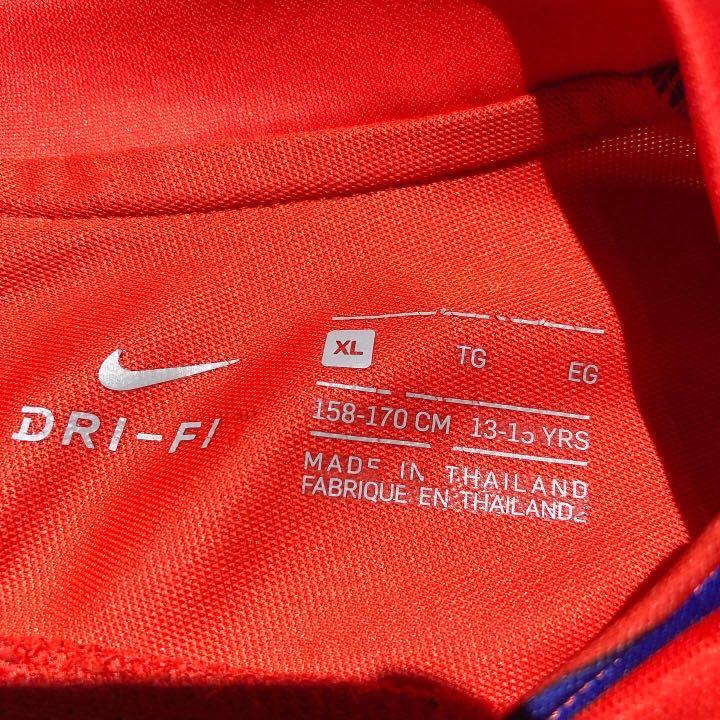 DRI-FI
XL TG EG
158-170 CM 13-15 YRS
MADE IN THAILAND
FABRIQUE EN THAILANDE